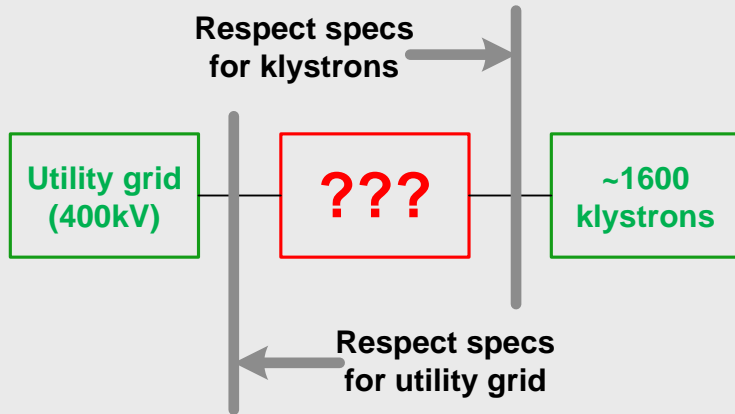 Respect specs
for klystrons
Utility grid
(400kV)
???
~1600
klystrons
Respect specs
for utility grid